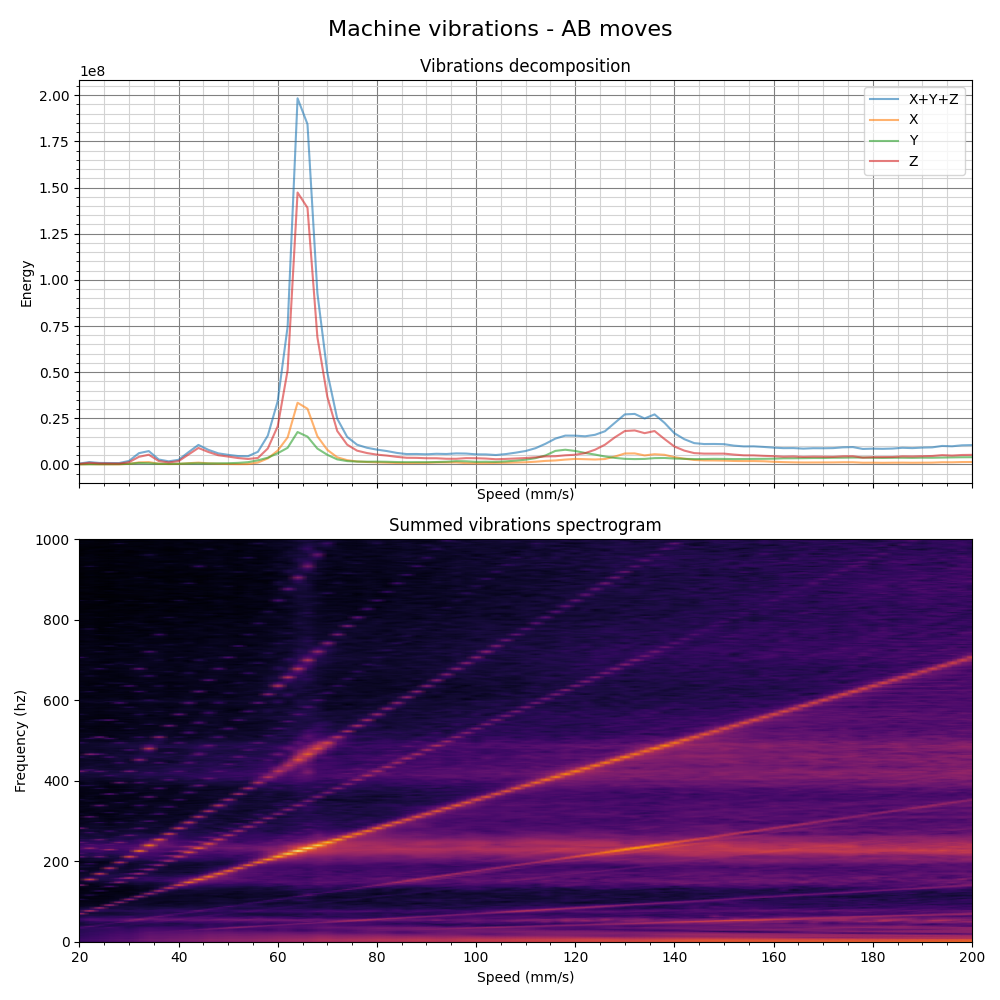 Machine vibrations - AB moves
Vibrations decomposition
1e8
2.00
1.75
1.50
1.25
1.00
0.75
0.50
0.25
0.00
Energy
X+Y+Z
X
Y
Z
Speed (mm/s)
Summed vibrations spectrogram
1000
800
600
400
200
0
Frequency (hz)
20 40 60 80 100 120 140 160 180 200
Speed (mm/s)